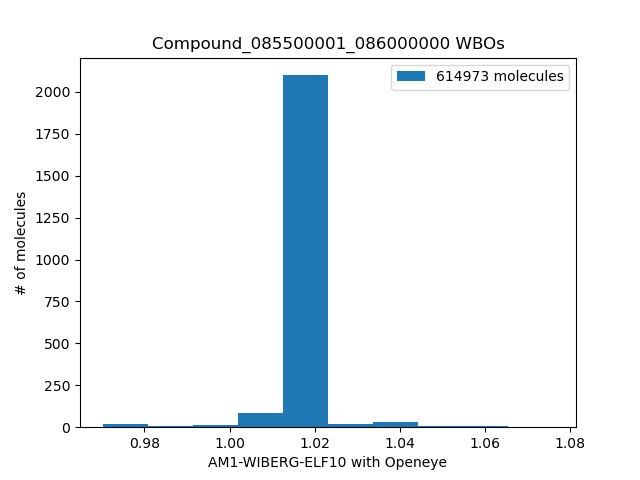 Compound_085500001_086000000 WBOs
614973 molecules
# of molecules
2000
1750
1500
1250
1000
750
500
250
0
0.98 1.00 1.02 1.04 1.06 1.08
AM1-WIBERG-ELF10 with Openeye